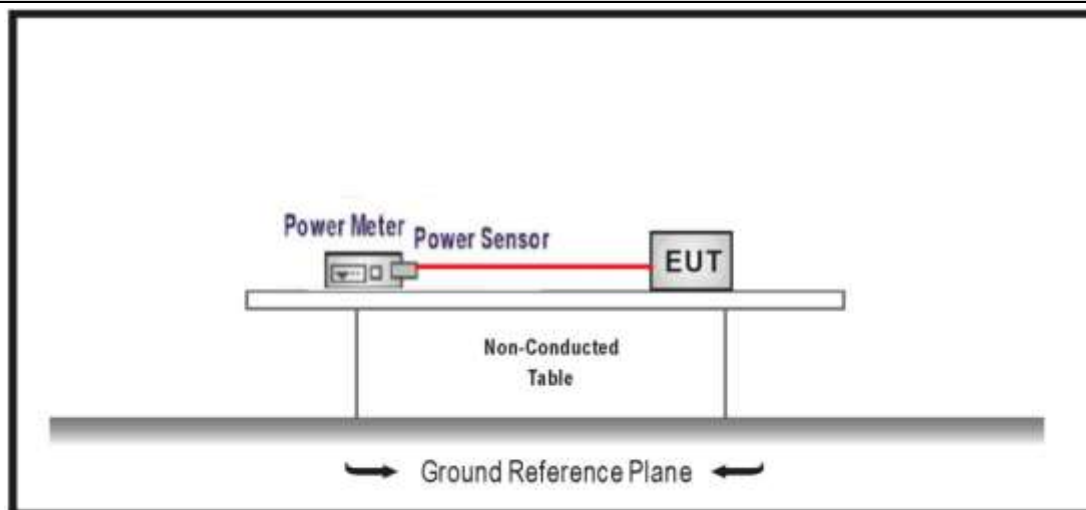 Power Meter
Power Sensor
EUT
Non-Conducted
Table
Ground Reference Plane